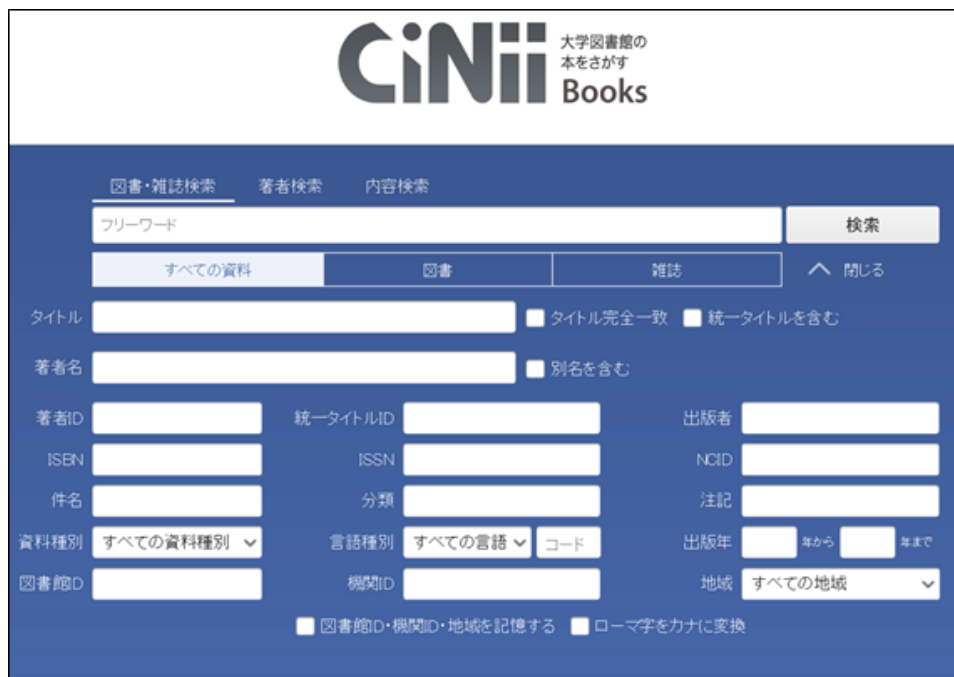 CiNii 大学図書館の
本をさがす
Books
図書・雑誌検索 著者検索 内容検索
フリーワード 検索
すべての資料 図書 雑誌 閉じる
タイトル タイトル完全一致 統一タイトルを含む
著者名 別名を含む
著者ID 統一タイトルID 出版者
ISBN ISSN NCID
件名 分類 注記
資料種別 すべての資料種別 言語種別 すべての言語 コード 出版年 年から 年まで
図書館ID 機関ID 地域 すべての地域
図書館ID・機関ID・地域を記憶する ローマ字をカナに変換